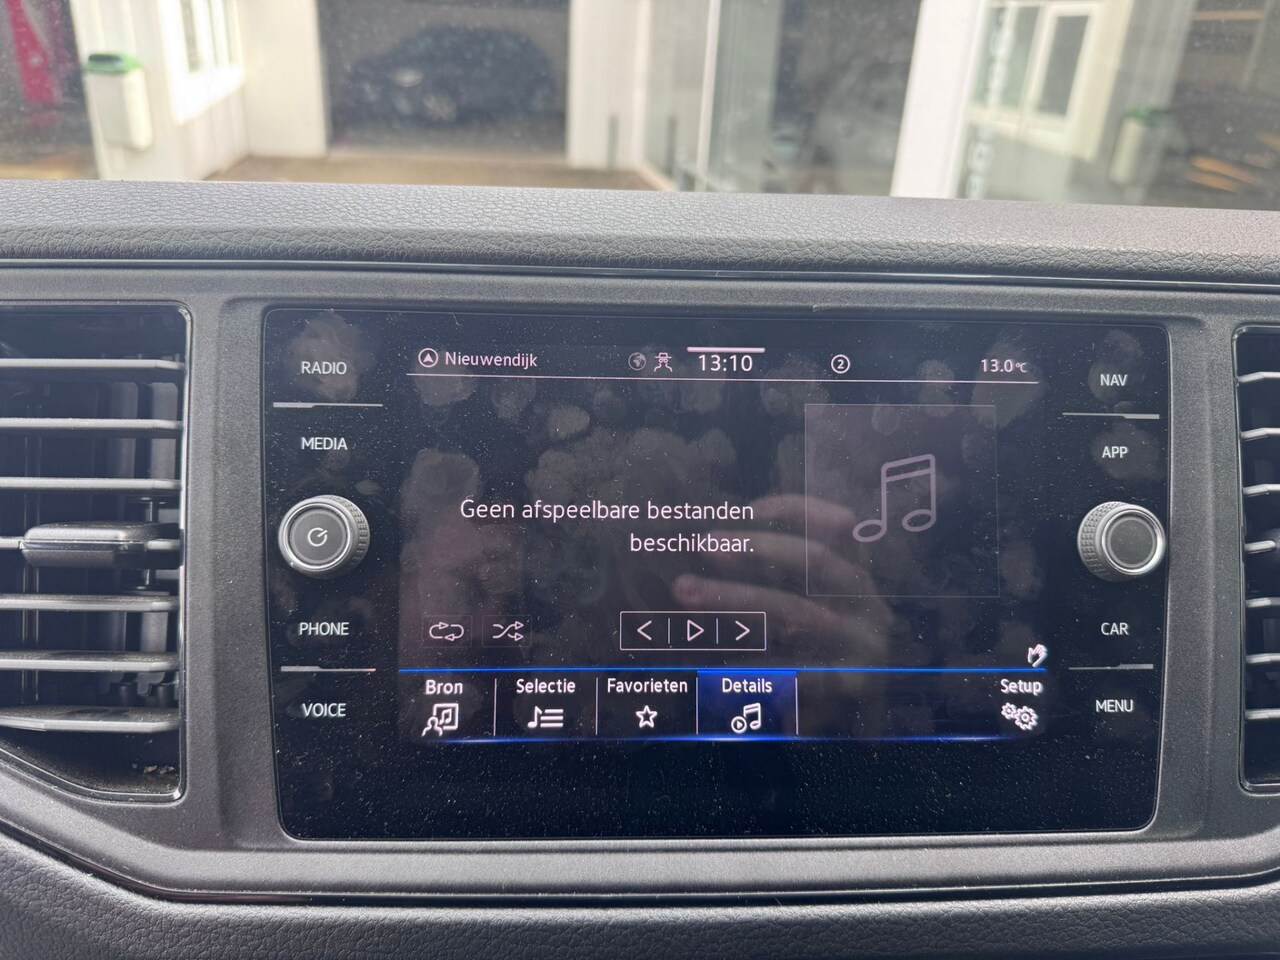 RADIO
MEDIA
PHONE
VOICE
Nieuwendijk
13:10
2
13.0°C
Geen afspeelbare bestanden
beschikbaar.
Bron
Selectie
Favorieten
Details
Setup
NAV
APP
CAR
MENU